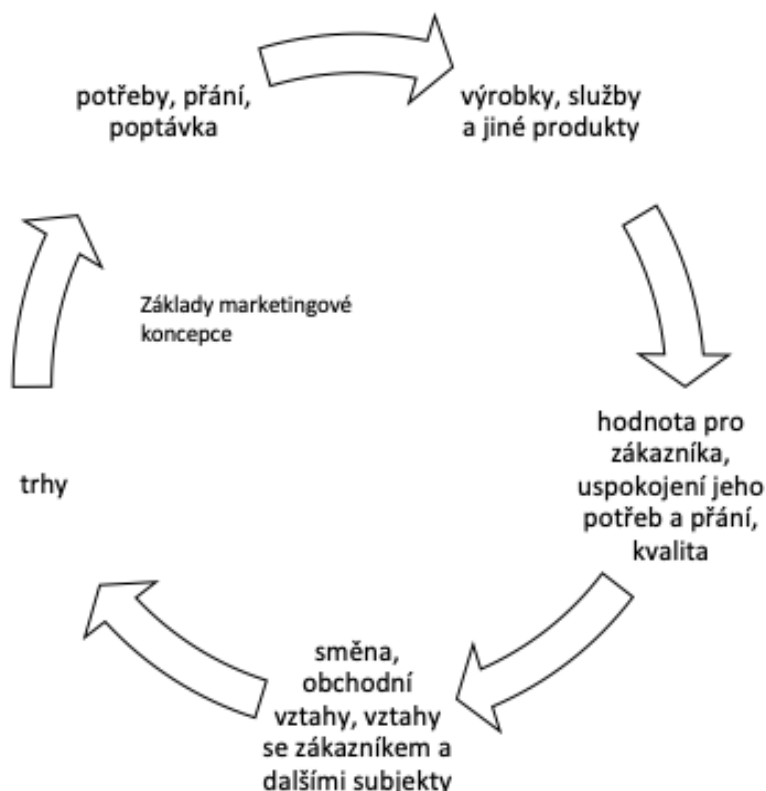 potřeby, přání,
poptávka
výrobky, služby
a jiné produkty
hodnota pro
zákazníka,
uspokojení jeho
potřeb a přání,
kvalita
směna,
obchodní
vztahy, vztahy
se zákazníkem a
dalšími subjekty
trhy
Základy marketingové
koncepce